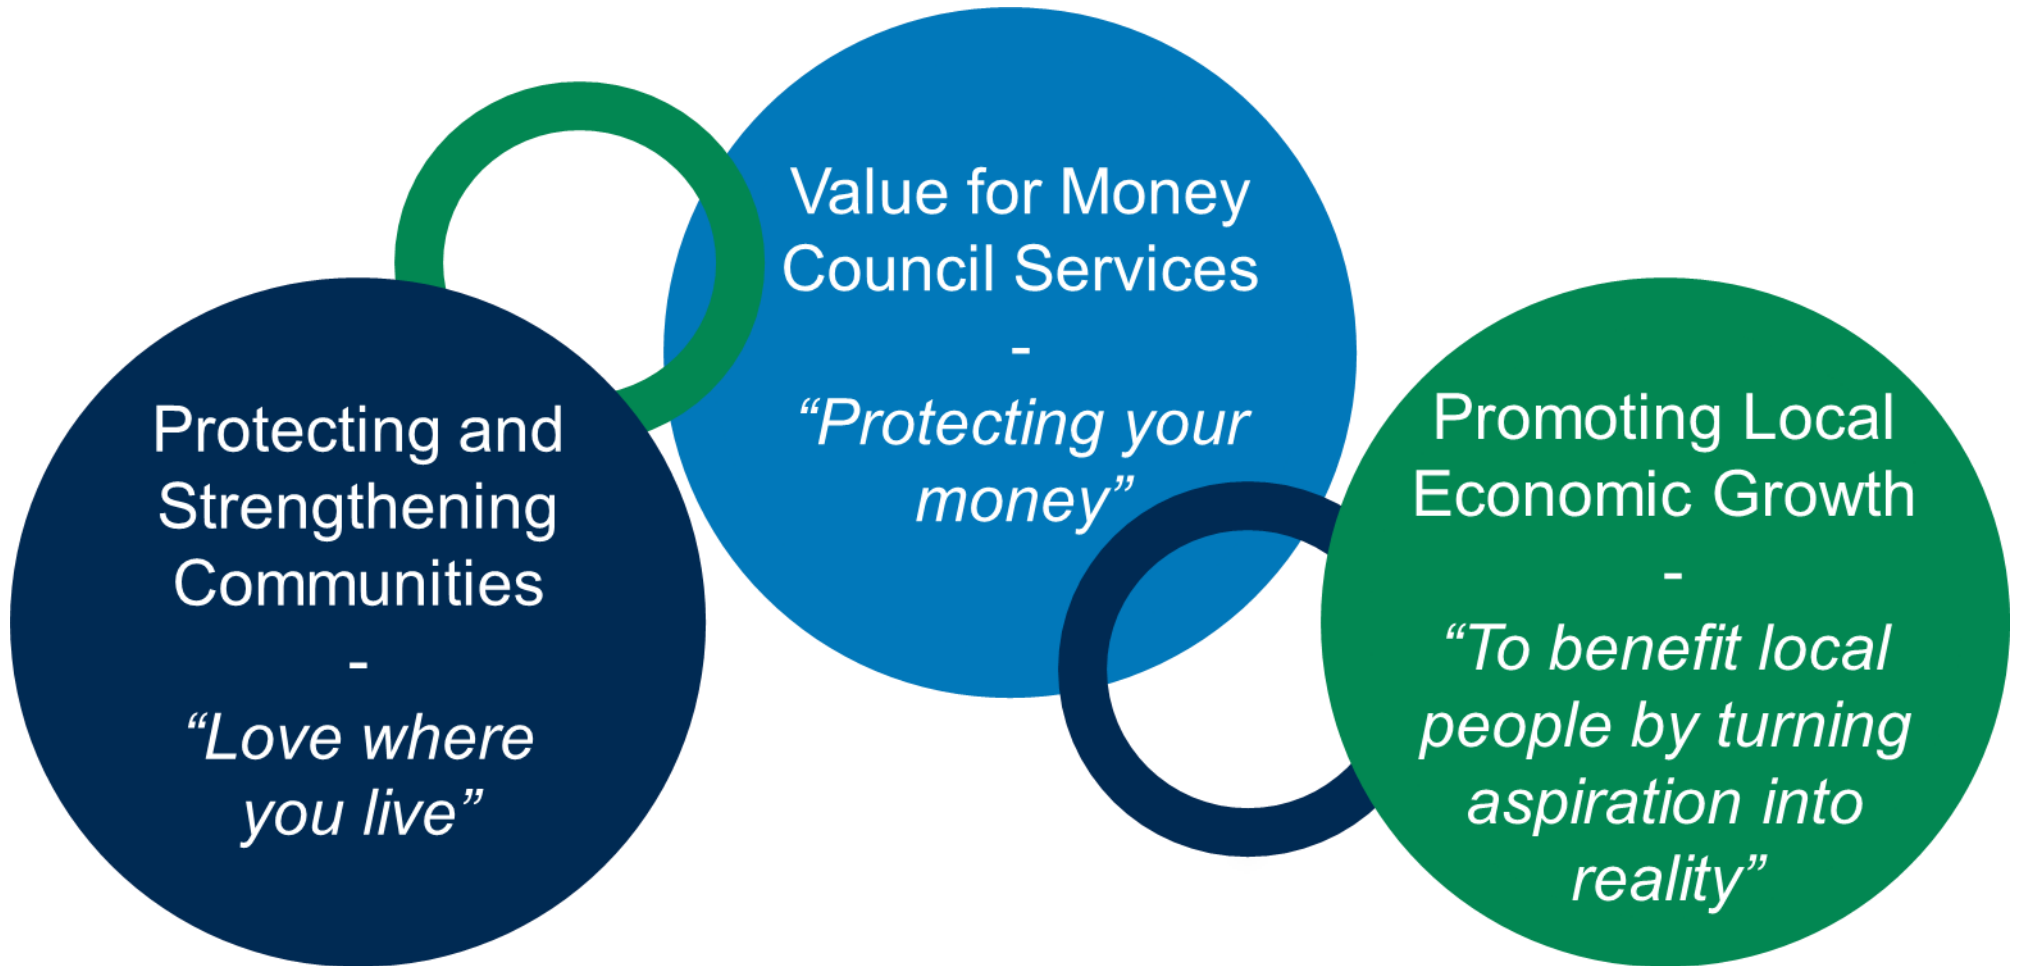 Protecting and
Strengthening
Communities
-
“Love where
you live”
Value for Money
Council Services
-
“Protecting your
money”
Promoting Local
Economic Growth
-
“To benefit local
people by turning
aspiration into
reality”